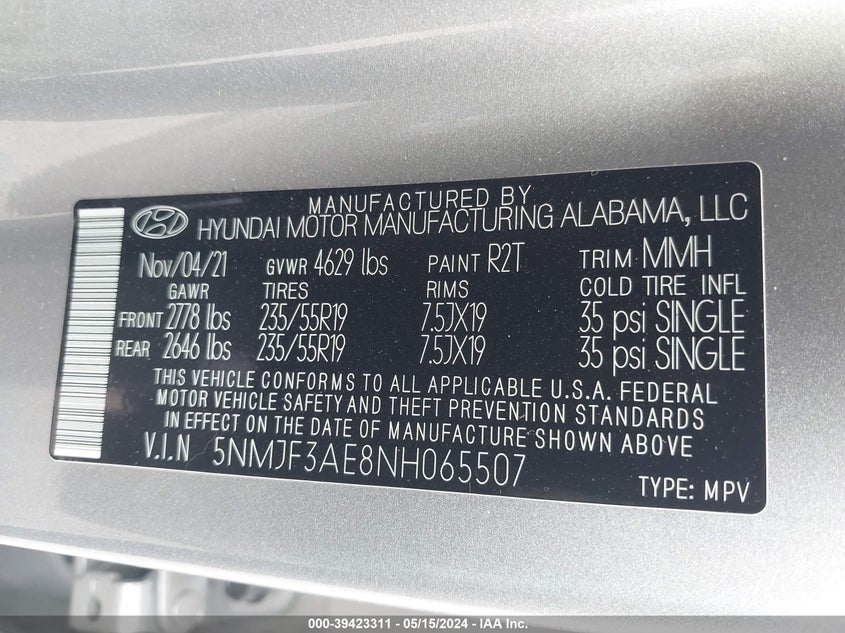 MANUFACTURED BY
HYUNDAI MOTOR MANUFACTURING ALABAMA, LLC
Nov/04/21 GVWR 4629 lbs PAINT R2T TRIM MMH
GAWR TIRES RIMS COLD TIRE INFL
FRONT 2778 lbs 235/55R19 7.5JX19 35 psi SINGLE
REAR 2646 lbs 235/55R19 7.5JX19 35 psi SINGLE
THIS VEHICLE CONFORMS TO ALL APPLICABLE U.S.A. FEDERAL
MOTOR VEHICLE SAFETY AND THEFT PREVENTION STANDARDS
IN EFFECT ON THE DATE OF MANUFACTURE SHOWN ABOVE
V.I.N 5NMJF3AE8NH065507
TYPE: MPV
000-39423311 - 05/15/2024 - IAA Inc.